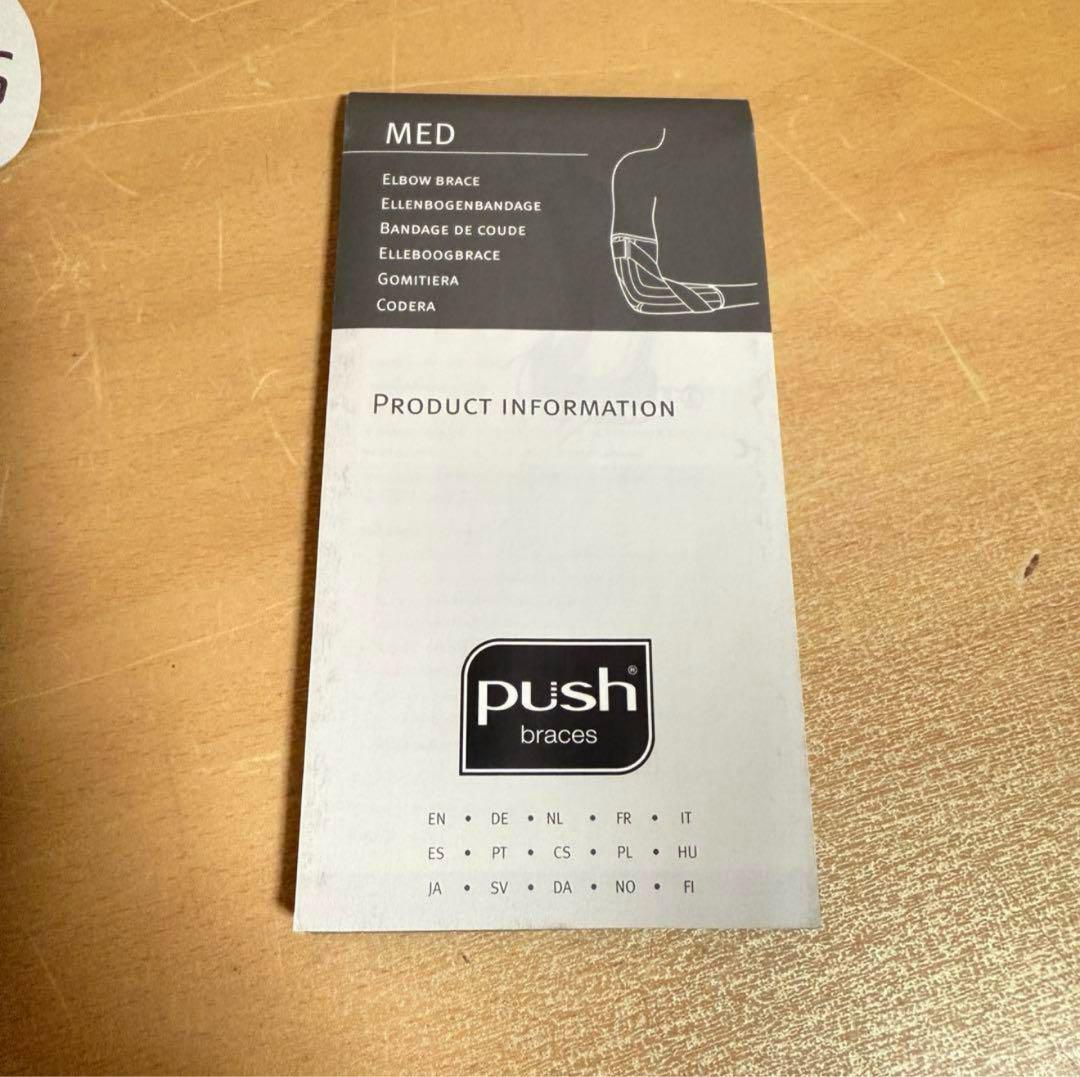 MED
ELBOW BRACE
ELLENBOGENBANDAGE
BANDAGE DE COUDE
ELLEBOOGBRACE
GOMITIERA
CODERA
PRODUCT INFORMATION
push®
braces
EN • DE • NL • FR • IT
ES • PT • CS • PL • HU
JA • SV • DA • NO • FI